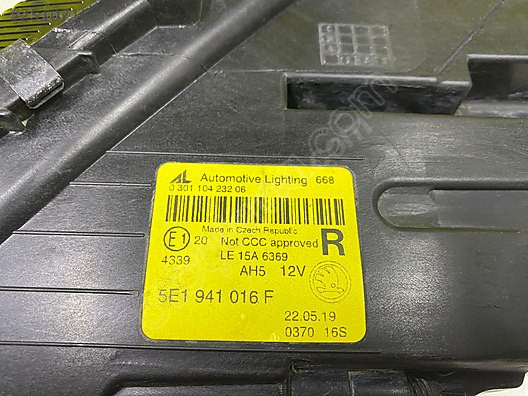 AL Automotive Lighting 668
0 301 104 232 06
Made in Czech Republic
E1 20 Not CCC approved R
4339 LE 15A 6369
AH5 12V
5E1 941 016 F
22.05.19
0370 16S